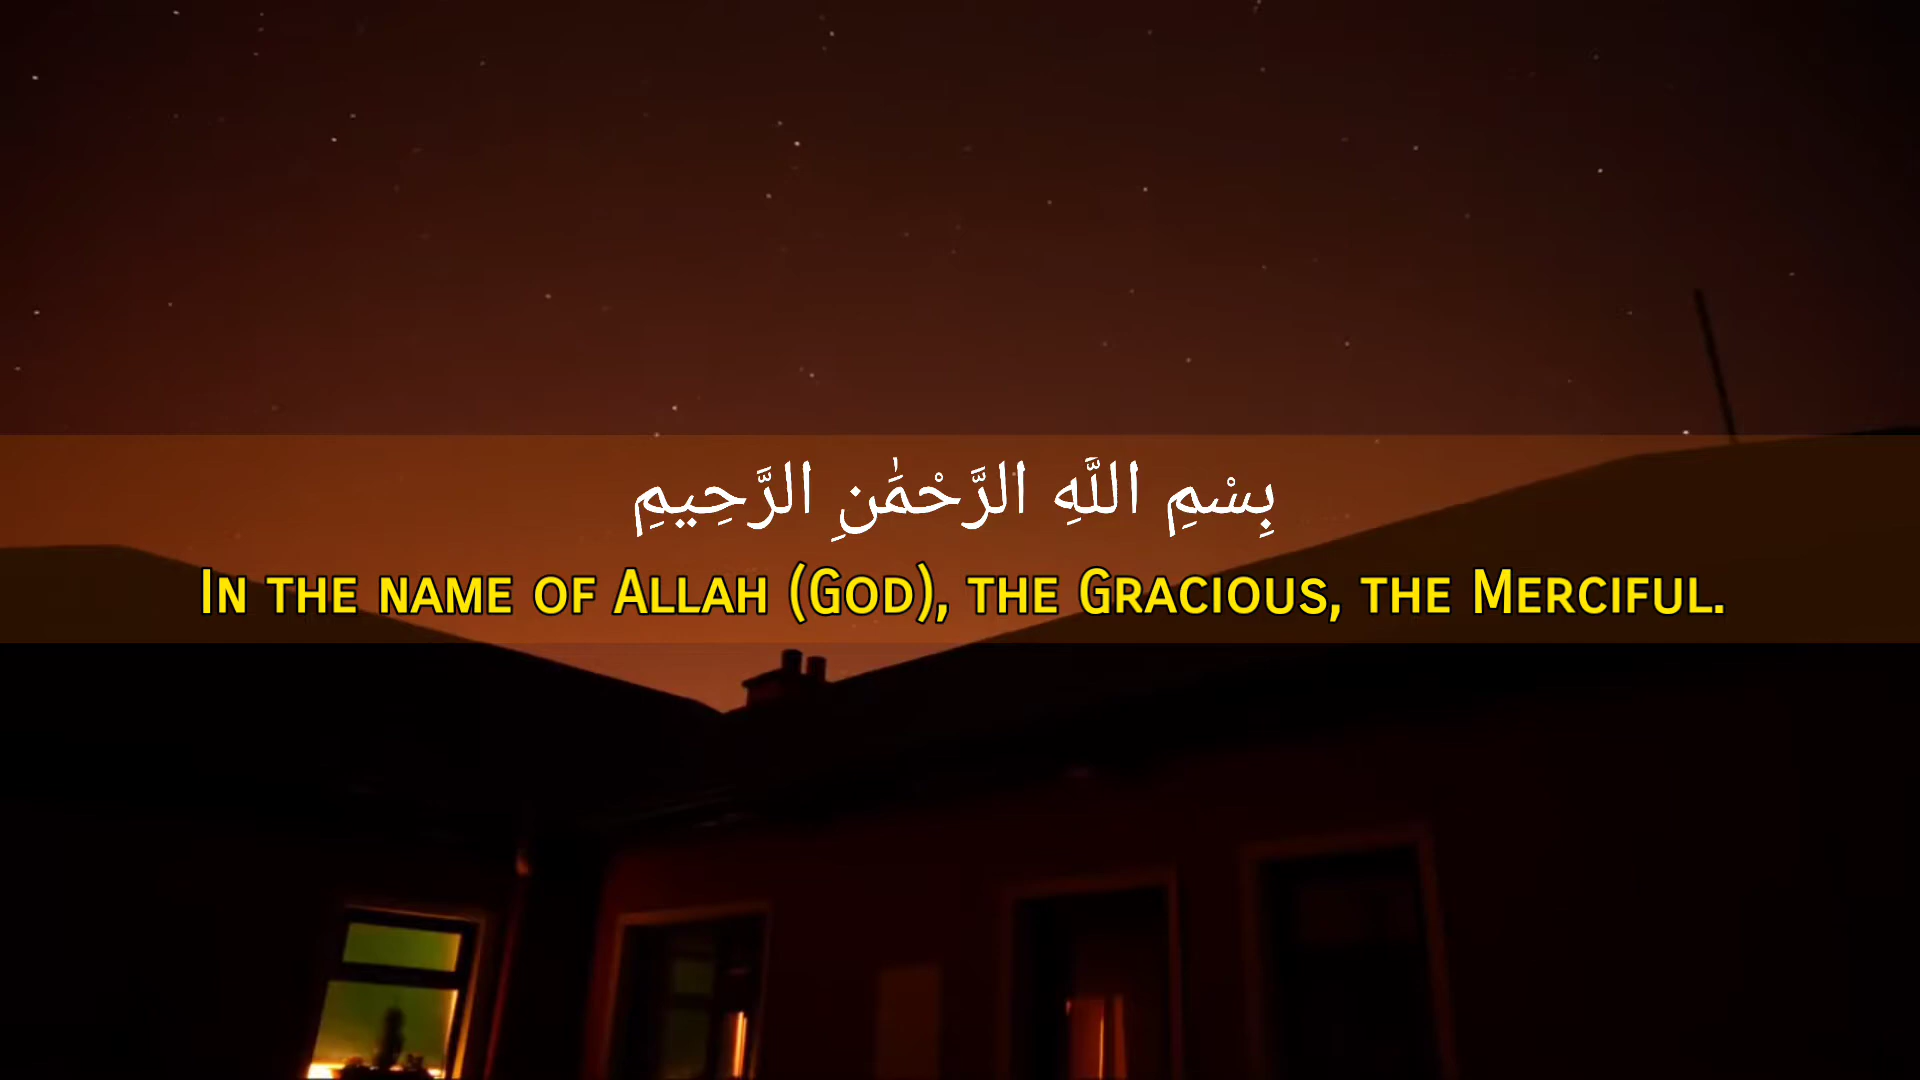 بِسْمِ اللَّهِ الرَّحْمَٰنِ الرَّحِيمِ
In the name of Allah (God), the Gracious, the Merciful.